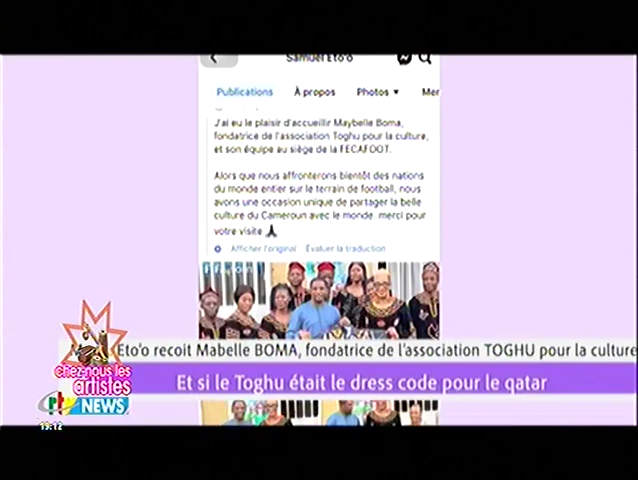 Samuel Eto'o
Publications À propos Photos Mer
J'ai eu le plaisir d'accueillir Maybelle Boma,
fondatrice de l'association Toghu pour la culture,
et son équipe au siège de la FECAFOOT.
Alors que nous affronterons bientôt des nations
du monde entier sur le terrain de football, nous
avons une occasion unique de partager la belle
culture du Cameroun avec le monde. merci pour
votre visite
Afficher l'original Évaluer la traduction
Eto'o recoit Mabelle BOMA, fondatrice de l'association TOGHU pour la culture
Et si le Toghu était le dress code pour le qatar
chez-nous les
artistes
NEWS